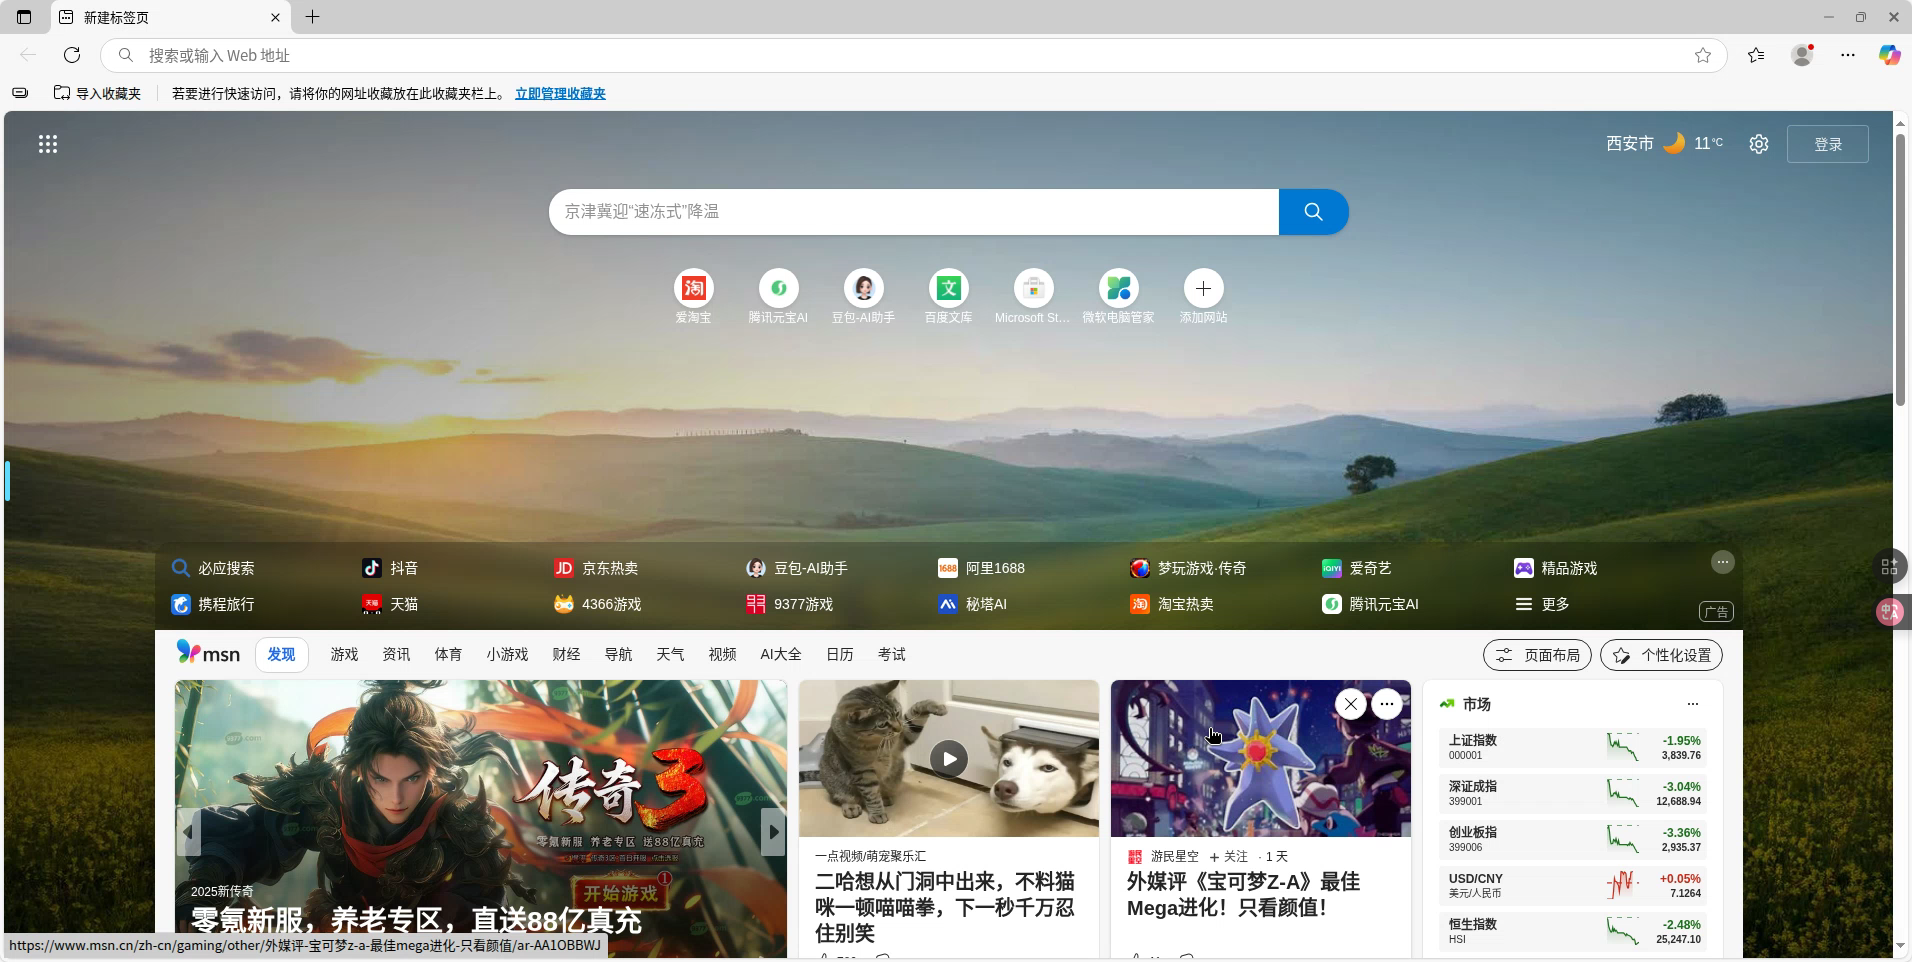 新建标签页
搜索或输入 Web 地址
导入收藏夹
若要进行快速访问，请将你的网址收藏放在此收藏夹栏上。 立即管理收藏夹
西安市 11°C 登录
京津冀迎“速冻式”降温
爱淘宝 腾讯元宝AI 豆包-AI助手 百度文库 Microsoft St... 微软电脑管家 添加网站
必应搜索 抖音 京东热卖 豆包-AI助手 阿里1688 梦玩游戏·传奇 爱奇艺 精品游戏
携程旅行 天猫 4366游戏 9377游戏 秘塔AI 淘宝热卖 腾讯元宝AI 更多
广告
msn 发现 游戏 资讯 体育 小游戏 财经 导航 天气 视频 AI大全 日历 考试 页面布局 个性化设置
传奇3
零氪新服 养老专区 送88亿真充
开始游戏
2025新传奇
零氪新服，养老专区，直送88亿真充
一点视频/萌宠聚乐汇
二哈想从门洞中出来，不料猫
咪一顿喵喵拳，下一秒千万忍
住别笑
游民星空 关注 · 1 天
外媒评《宝可梦Z-A》最佳
Mega进化！只看颜值！
市场
上证指数 -1.95%
000001 3,839.76
深证成指 -3.04%
399001 12,688.94
创业板指 -3.36%
399006 2,935.37
USD/CNY +0.05%
美元/人民币 7.1264
恒生指数 -2.48%
HSI 25,247.10
https://www.msn.cn/zh-cn/gaming/other/外媒评-宝可梦z-a-最佳mega进化-只看颜值/ar-AA1OBBWJ